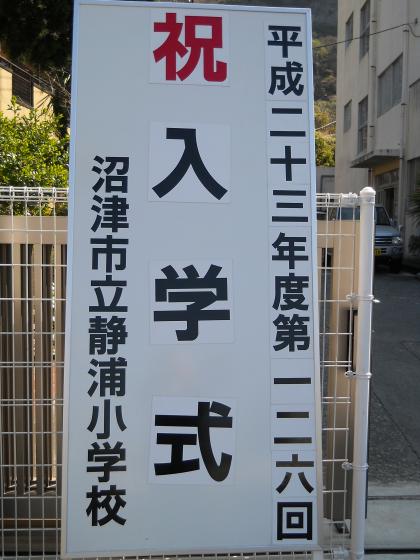 平成二十三年度第一二六回
祝入学式
沼津市立静浦小学校